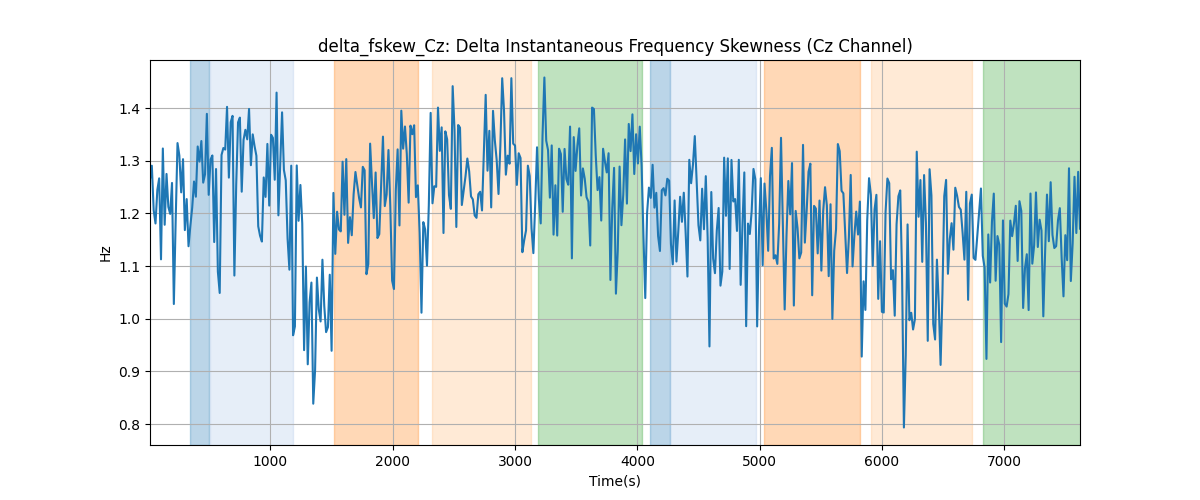 delta_fskew_Cz: Delta Instantaneous Frequency Skewness (Cz Channel)
1.4
1.3
1.2
1.1
1.0
0.9
0.8
Hz
1000 2000 3000 4000 5000 6000 7000
Time(s)